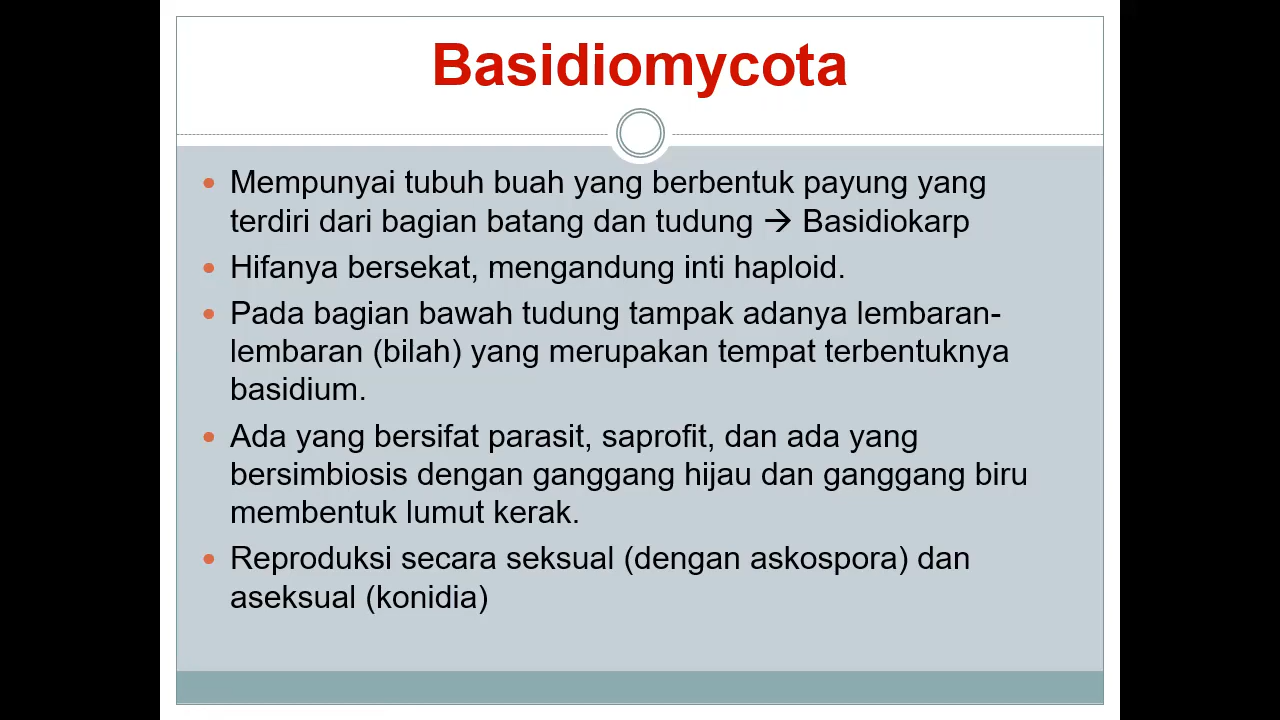 Basidiomycota
• Mempunyai tubuh buah yang berbentuk payung yang
terdiri dari bagian batang dan tudung → Basidiokarp
• Hifanya bersekat, mengandung inti haploid.
• Pada bagian bawah tudung tampak adanya lembaran-
lembaran (bilah) yang merupakan tempat terbentuknya
basidium.
• Ada yang bersifat parasit, saprofit, dan ada yang
bersimbiosis dengan ganggang hijau dan ganggang biru
membentuk lumut kerak.
• Reproduksi secara seksual (dengan askospora) dan
aseksual (konidia)